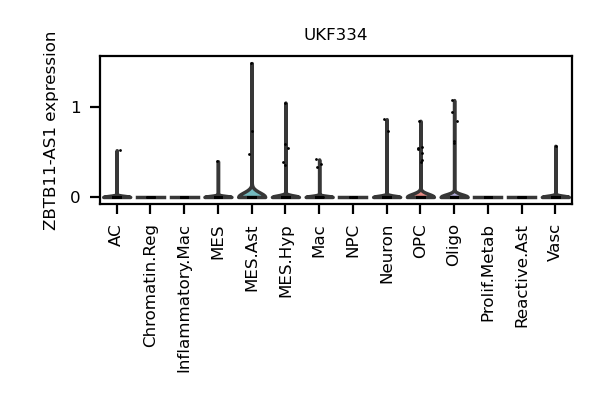 UKF334
ZBTB11-AS1 expression
1
0
AC
Chromatin.Reg
Inflammatory.Mac
MES
MES.Ast
MES.Hyp
Mac
NPC
Neuron
OPC
Oligo
Prolif.Metab
Reactive.Ast
Vasc